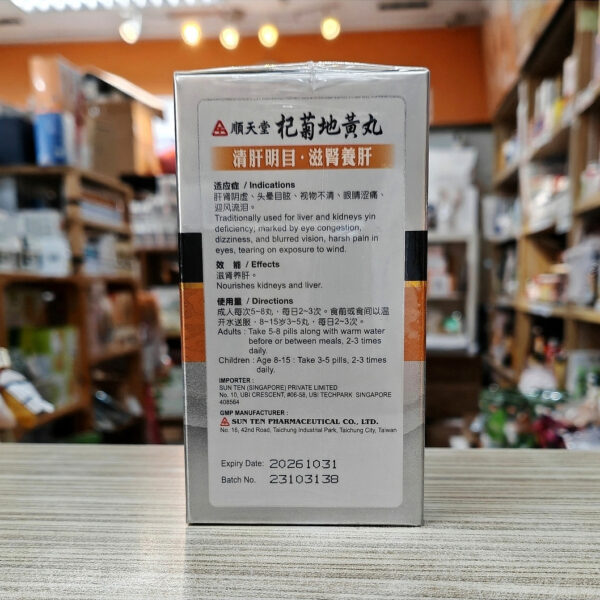 順天堂 杞菊地黃丸
清肝明目·滋腎養肝
适应症 / Indications
肝肾阴虚、头晕目眩、视物不清、眼睛涩痛、
迎风流泪。
Traditionally used for liver and kidneys yin
deficiency, marked by eye congestion,
dizziness, and blurred vision, harsh pain in
eyes, tearing on exposure to wind.
效 能 / Effects
滋肾养肝。
Nourishes kidneys and liver.
使用量 / Directions
成人每次5~8丸，每日2~3次。食前或食间以温
开水送服，8~15岁3~5丸，每日2~3次。
Adults : Take 5-8 pills along with warm water
before or between meals, 2-3 times
daily.
Children : Age 8-15 : Take 3-5 pills, 2-3 times
daily.
IMPORTER :
SUN TEN (SINGAPORE) PRIVATE LIMITED
No. 10, UBI CRESCENT, #06-58, UBI TECHPARK SINGAPORE
408564
GMP MANUFACTURER :
SUN TEN PHARMACEUTICAL CO., LTD.
No. 16, 42nd Road, Taichung Industrial Park, Taichung City, Taiwan
Expiry Date: 20261031
Batch No. 23103138